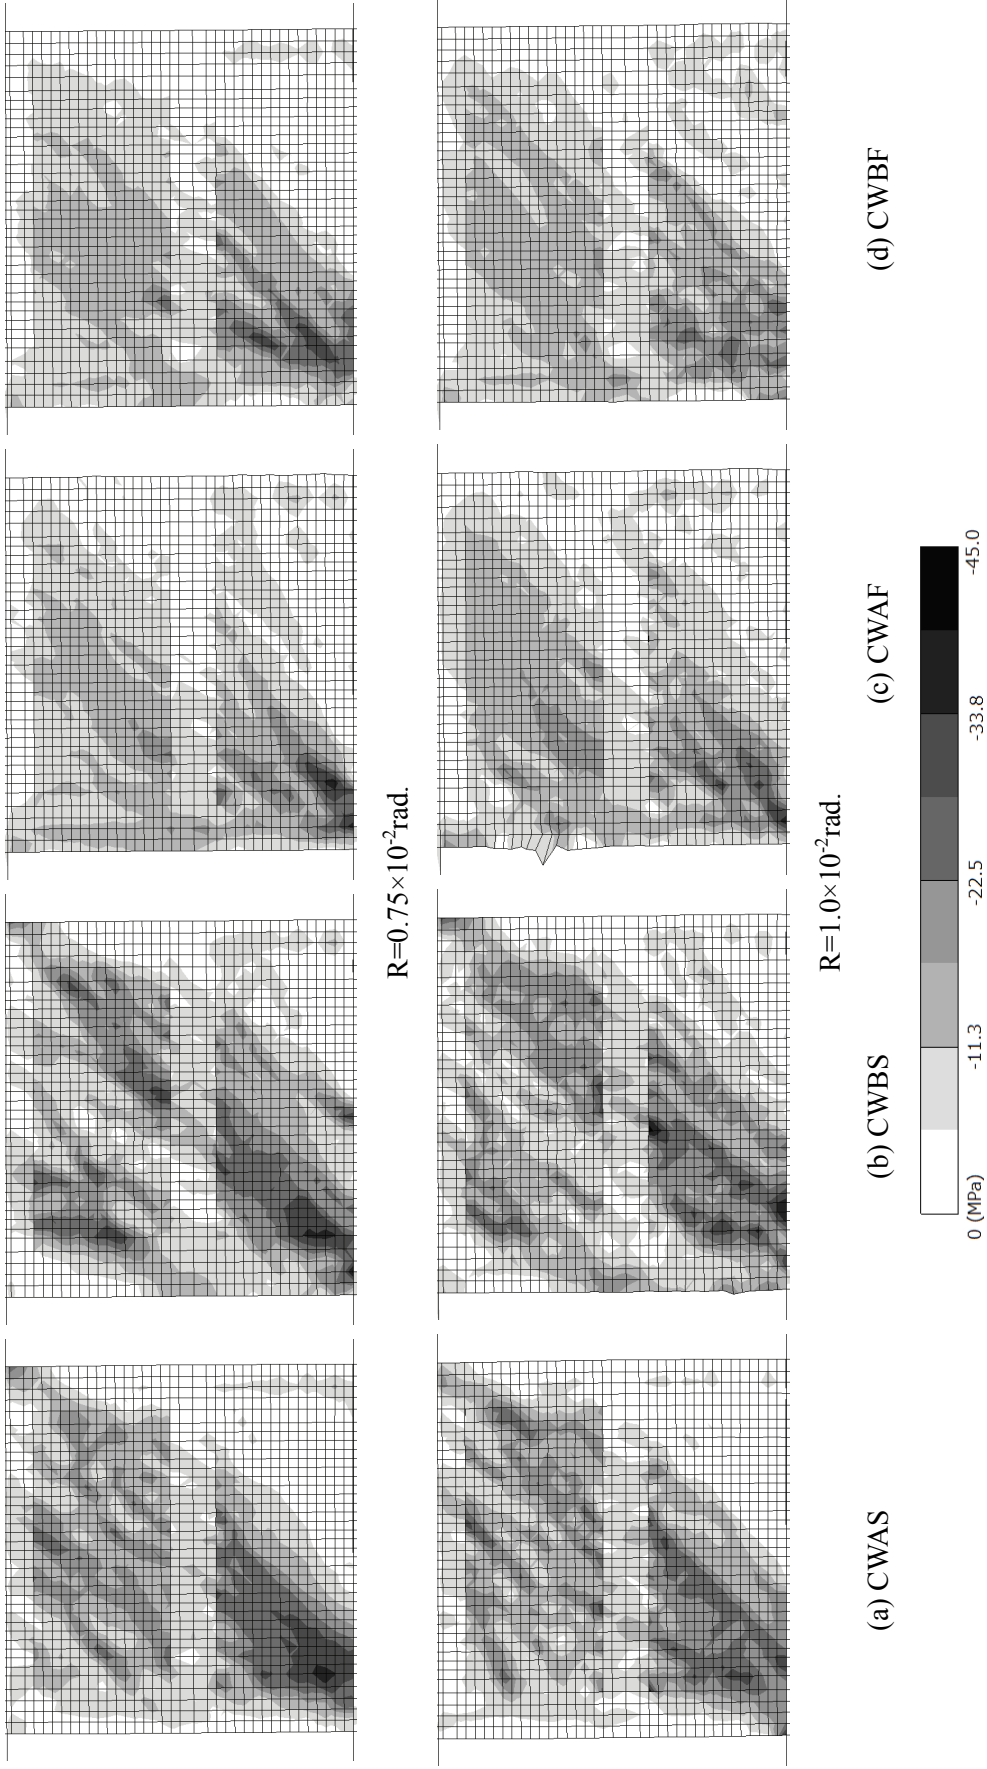 R=0.75×10-2rad.
R=1.0×10-2rad.
(a) CWAS
(b) CWBS
(c) CWAF
(d) CWBF
0 (MPa)
-11.3
-22.5
-33.8
-45.0